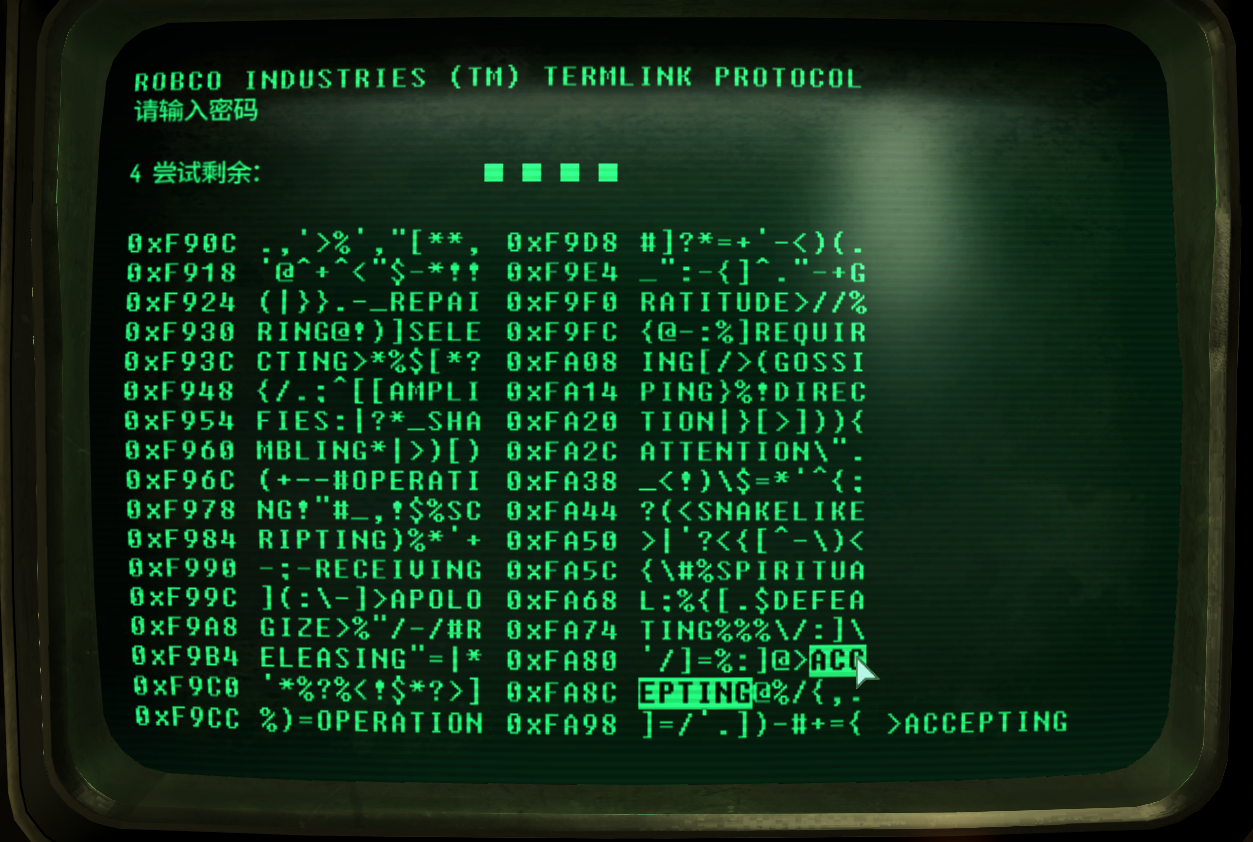 ROBCO INDUSTRIES (TM) TERMLINK PROTOCOL
请输入密码
4 尝试剩余:
0xF90C .,'>%',"[**, 0xF9D8 #]?*=+'-<)(.
0xF918 '@^+^<"$-*!! 0xF9E4 _":-{]^."-+G
0xF924 (|}}.-_REPAI 0xF9F0 RATITUDE>//%
0xF930 RING@!)]SELE 0xF9FC {@-:%]REQUIR
0xF93C CTING>*%$[*? 0xFA08 ING[/>(GOSSI
0xF948 {/.;^[[AMPLI 0xFA14 PING}%!DIREC
0xF954 FIES:|?*_SHA 0xFA20 TION|}[>])){
0xF960 MBLING*|>)[) 0xFA2C ATTENTION\".
0xF96C (+--#OPERATI 0xFA38 _<!)\$=*'^{:
0xF978 NG!"#_,!$%SC 0xFA44 ?(<SNAKELIKE
0xF984 RIPTING)%*'+ 0xFA50 >|'?<{[^-\)<
0xF990 -;-RECEIVING 0xFA5C {\#%SPIRITUA
0xF99C ](:\-]>APOLO 0xFA68 L;%{[.$DEFEA
0xF9A8 GIZE>%"/-/#R 0xFA74 TING%%%\/:]\
0xF9B4 ELEASING"=|* 0xFA80 '/]=%:]@>ACC
0xF9C0 '*%?%<!$*?>] 0xFA8C EPTING@%/{,.
0xF9CC %)=OPERATION 0xFA98 ]=/'.])-#+={ >ACCEPTING